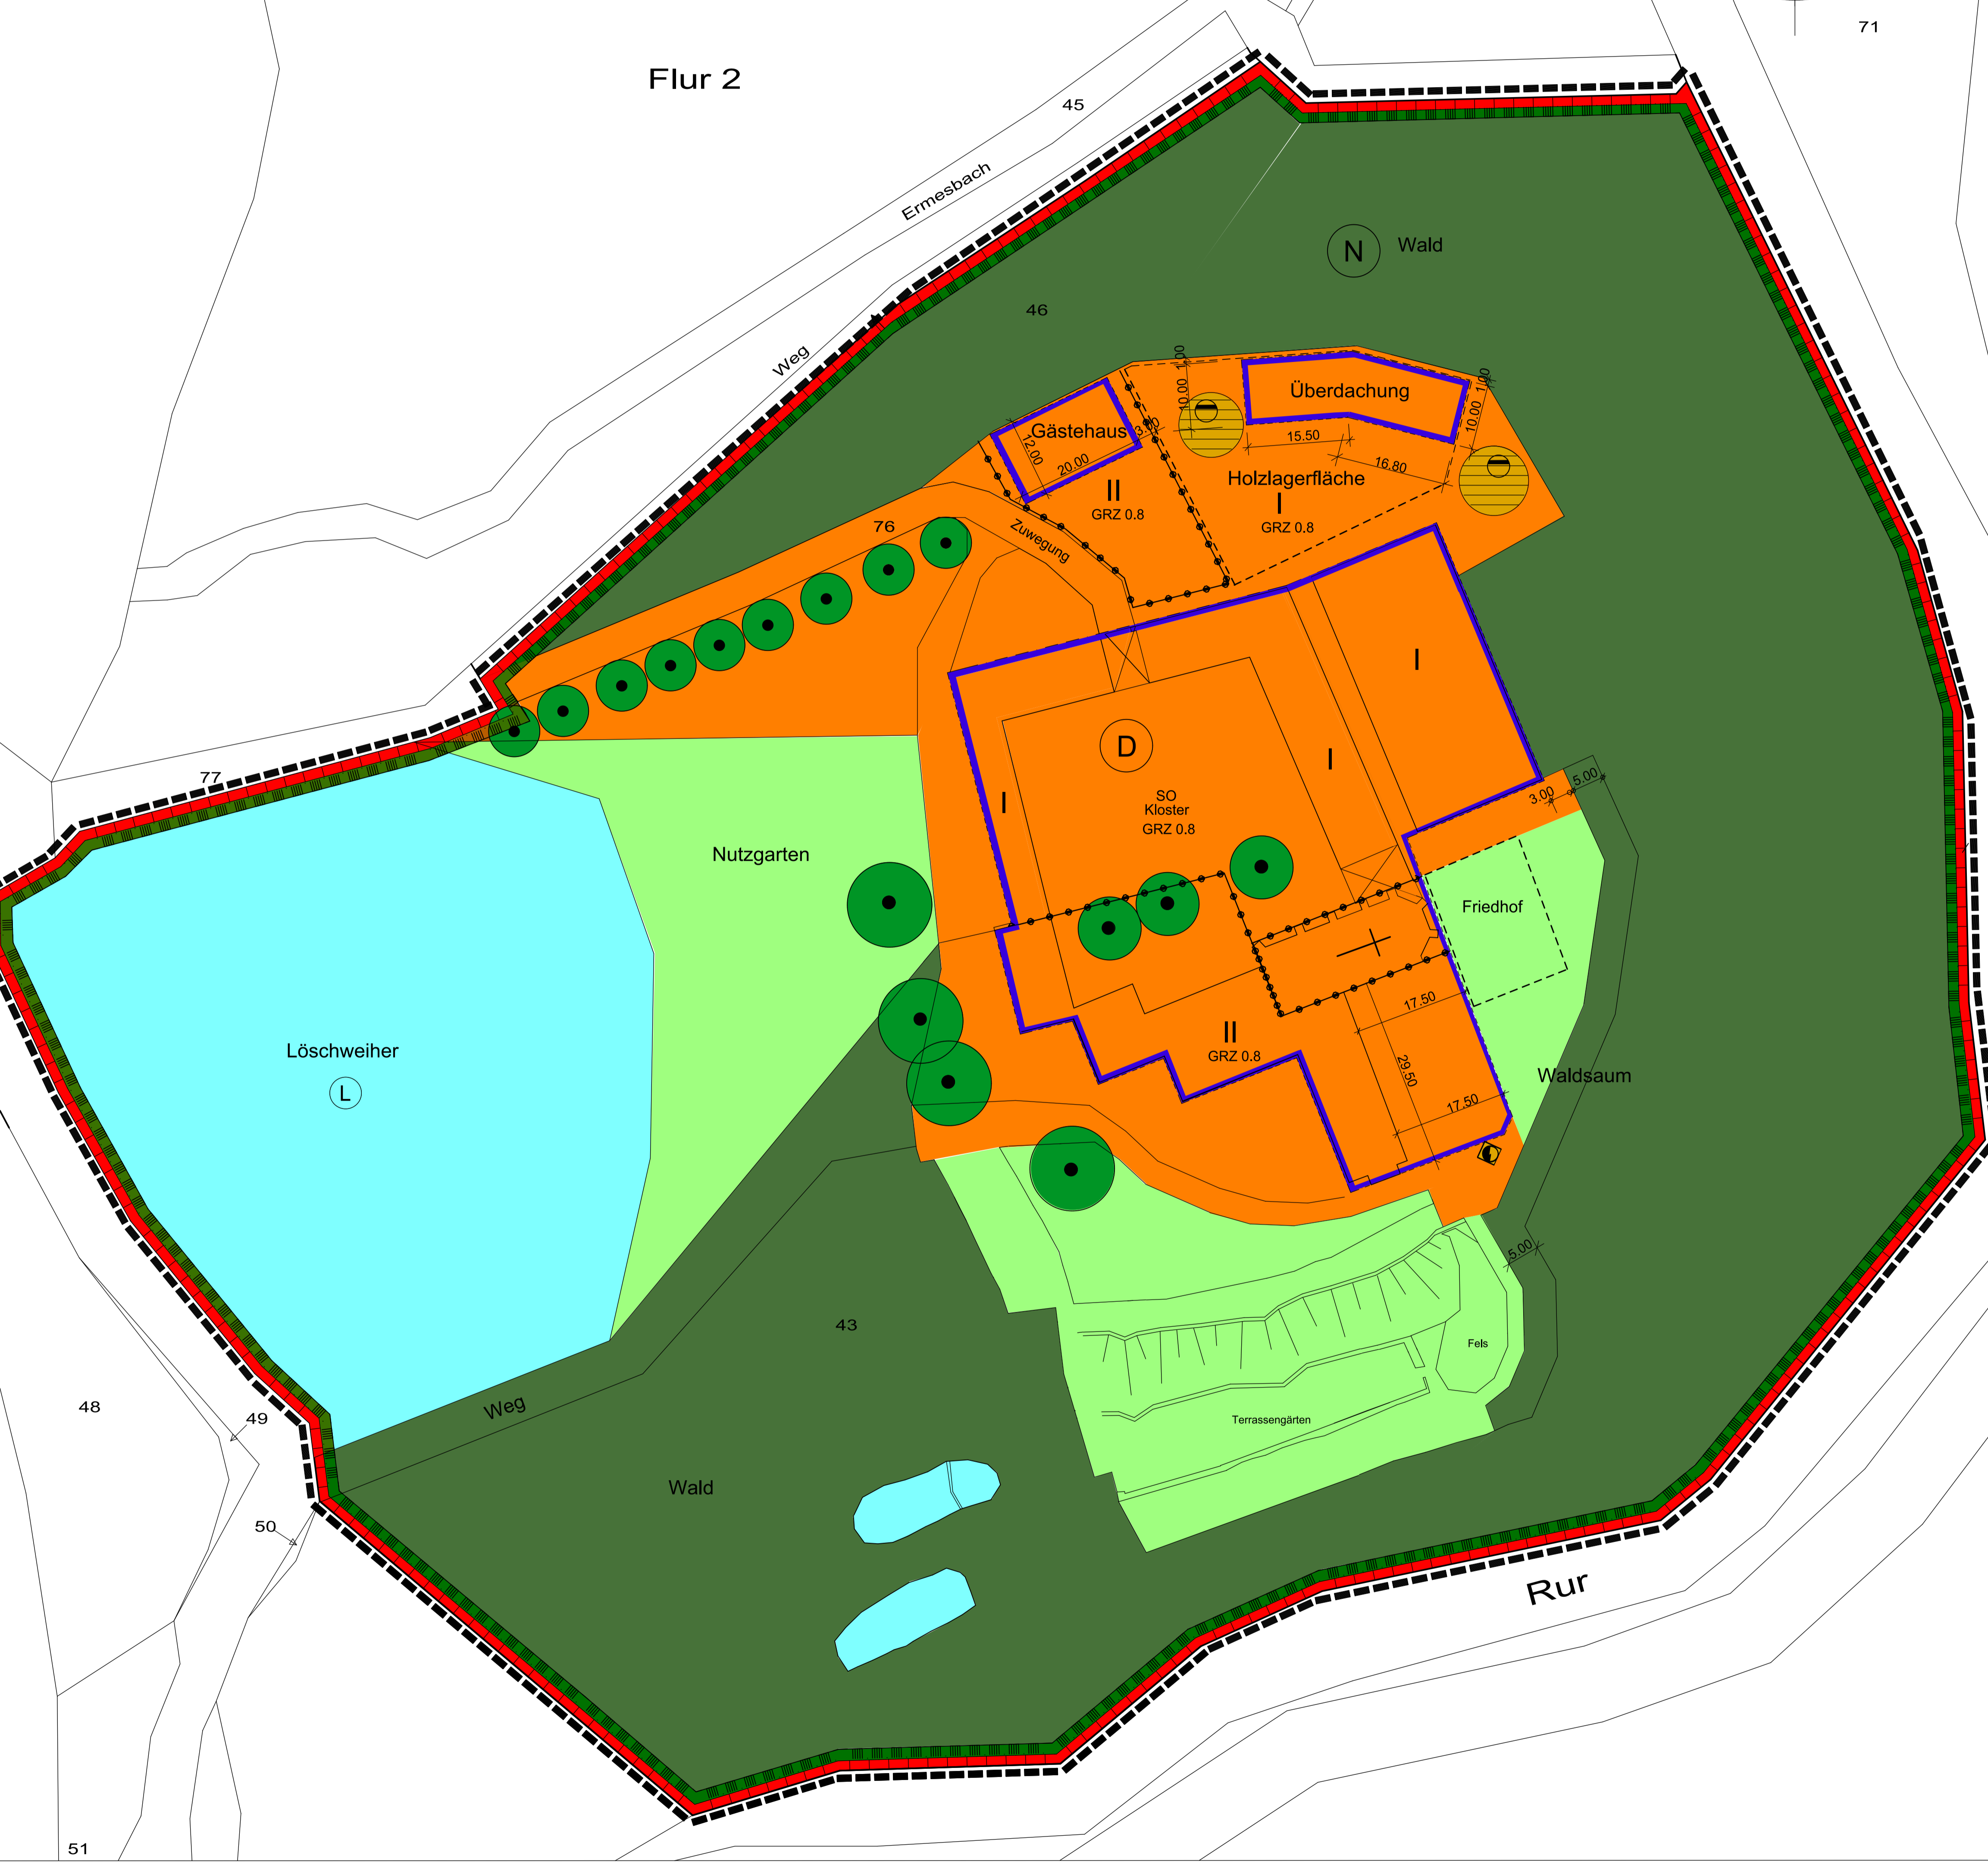 71
Flur 2
45
Ermesbach
N
Wald
46
Weg
1.00
10.00
Überdachung
1.00
10.00
Gästehaus
3.00
12.00
20.00
15.50
16.80
Holzlagerfläche
II
GRZ 0.8
I
GRZ 0.8
76
Zuwegung
I
D
I
77
SO
Kloster
GRZ 0.8
I
3.00
5.00
Nutzgarten
Friedhof
17.50
II
GRZ 0.8
29.50
Löschweiher
L
Waldsaum
17.50
5.00
43
Fels
48
49
Weg
Terrassengärten
Wald
50
Rur
51